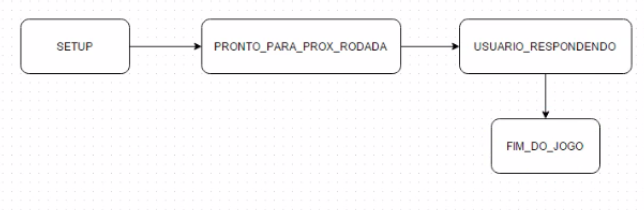 SETUP
PRONTO_PARA_PROX_RODADA
USUARIO_RESPONDENDO
FIM_DO_JOGO